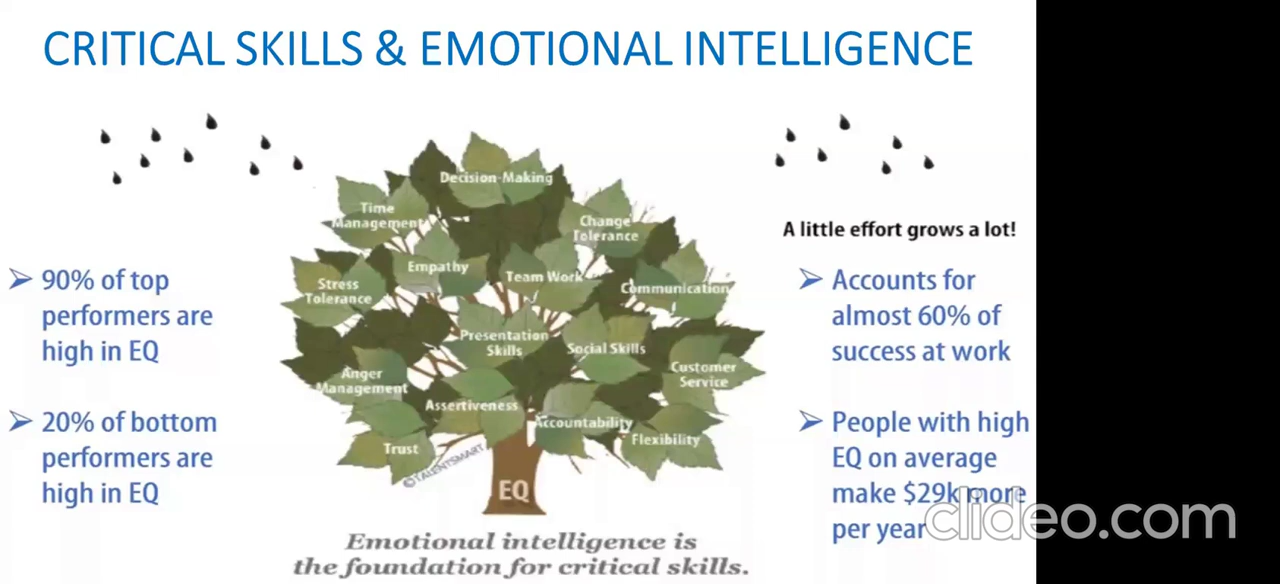 CRITICAL SKILLS & EMOTIONAL INTELLIGENCE
Decision-Making
Time
Management
Change
Tolerance
Empathy
Team Work
Stress
Tolerance
Communication
Presentation
Skills
Social Skills
Customer
Service
Anger
Management
Assertiveness
Accountability
Flexibility
Trust
©TALENTSMART
EQ
Emotional intelligence is
the foundation for critical skills.
➢ 90% of top
performers are
high in EQ
➢ 20% of bottom
performers are
high in EQ
A little effort grows a lot!
➢ Accounts for
almost 60% of
success at work
➢ People with high
EQ on average
make $29k more
per year
clideo.com